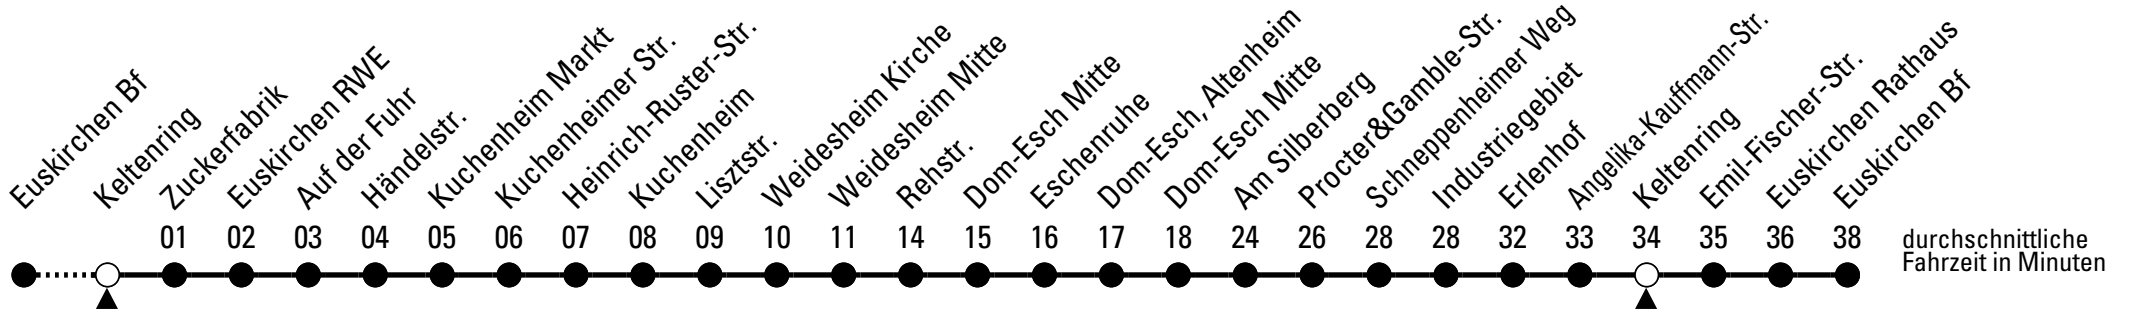 Euskirchen Bf
Keltenring
Zuckerfabrik
Euskirchen RWE
Auf der Fuhr
Händelstr.
Kuchenheim Markt
Kuchenheimer Str.
Heinrich-Ruster-Str.
Kuchenheim
Lisztstr.
Weidesheim Kirche
Weidesheim Mitte
Rehstr.
Dom-Esch Mitte
Eschenruhe
Dom-Esch, Altenheim
Dom-Esch Mitte
Am Silberberg
Procter&Gamble-Str.
Schneppenheimer Weg
Industriegebiet
Erlenhof
Angelika-Kauffmann-Str.
Keltenring
Emil-Fischer-Str.
Euskirchen Rathaus
Euskirchen Bf
01 02 03 04 05 06 07 08 09 10 11 14 15 16 17 18 24 26 28 28 32 33 34 35 36 38
durchschnittliche
Fahrzeit in Minuten